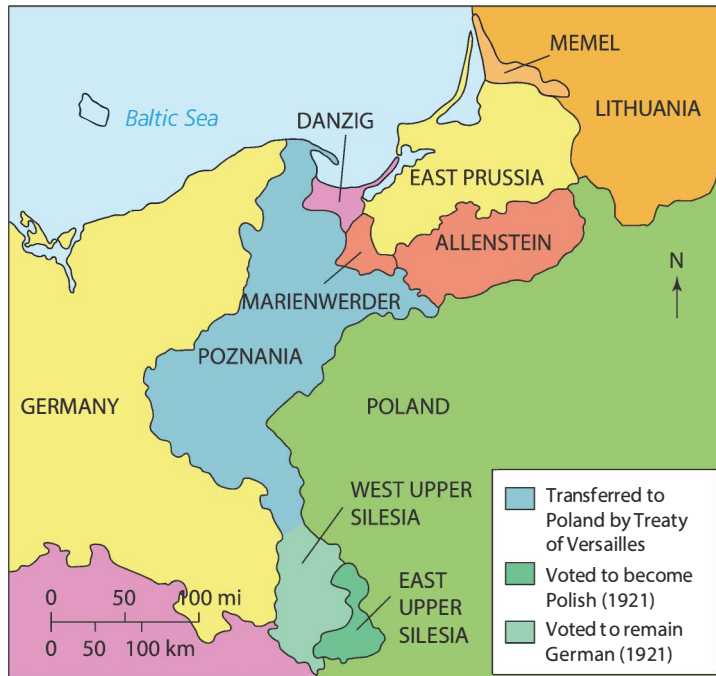 MEMEL
LITHUANIA
Baltic Sea
DANZIG
EAST PRUSSIA
ALLENSTEIN
N
MARIENWERDER
POZNANIA
GERMANY
POLAND
WEST UPPER
SILESIA
EAST
UPPER
SILESIA
0 50 100 mi
0 50 100 km
Transferred to
Poland by Treaty
of Versailles
Voted to become
Polish (1921)
Voted to remain
German (1921)